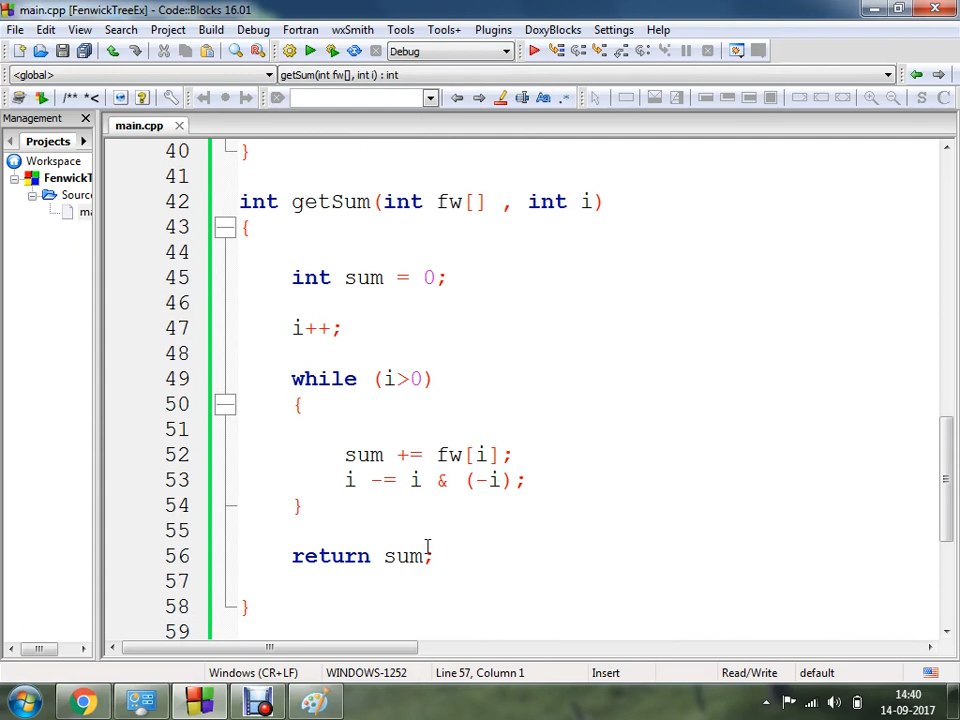 main.cpp [FenwickTreeEx] - Code::Blocks 16.01
File Edit View Search Project Build Debug Fortran wxSmith Tools Tools+ Plugins DoxyBlocks Settings Help
Debug
<global> getSum(int fw[], int i) : int
/** *< S C
Management main.cpp
Projects
Workspace
FenwickT
Sourc
ma
40 }
41
42 int getSum(int fw[] , int i)
43 {
44
45 int sum = 0;
46
47 i++;
48
49 while (i>0)
50 {
51
52 sum += fw[i];
53 i -= i & (-i);
54 }
55
56 return sum;
57
58 }
59
Windows (CR+LF) WINDOWS-1252 Line 57, Column 1 Insert Read/Write default
14:40
14-09-2017